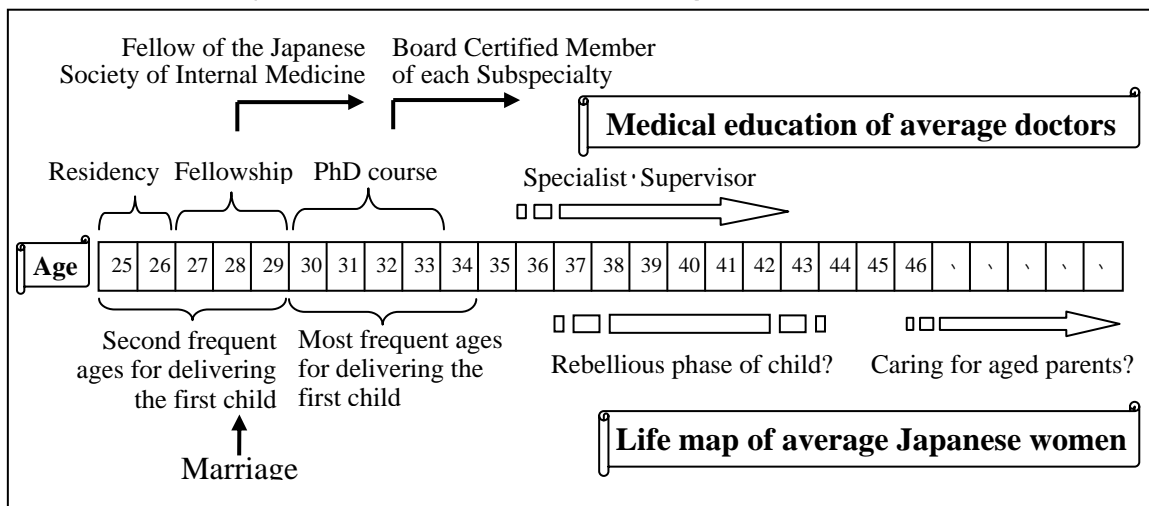 Fellow of the Japanese
Society of Internal Medicine
Board Certified Member
of each Subspecialty
Medical education of average doctors
Residency Fellowship PhD course
Specialist・Supervisor
Age 25 26 27 28 29 30 31 32 33 34 35 36 37 38 39 40 41 42 43 44 45 46 、 、 、 、 、
Second frequent
ages for delivering
the first child
Most frequent ages
for delivering the
first child
Rebellious phase of child?
Caring for aged parents?
Marriage
Life map of average Japanese women